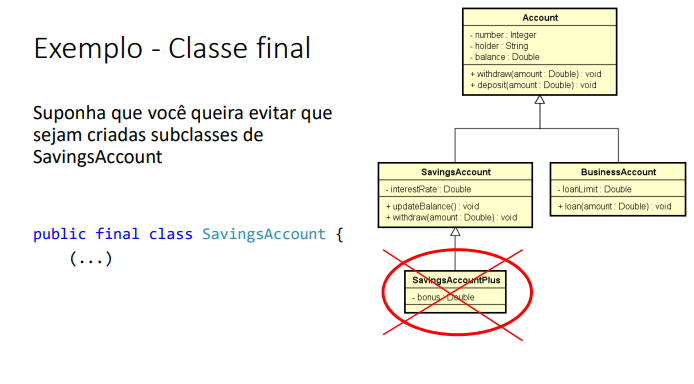 Exemplo - Classe final
Suponha que você queira evitar que
sejam criadas subclasses de
SavingsAccount
public final class SavingsAccount {
(...)
Account
- number : Integer
- holder : String
- balance : Double
+ withdraw(amount : Double) : void
+ deposit(amount : Double) : void
SavingsAccount
- interestRate : Double
+ updateBalance() : void
+ withdraw(amount : Double) : void
BusinessAccount
- loanLimit : Double
+ loan(amount : Double) : void
SavingsAccountPlus
- bonus : Double